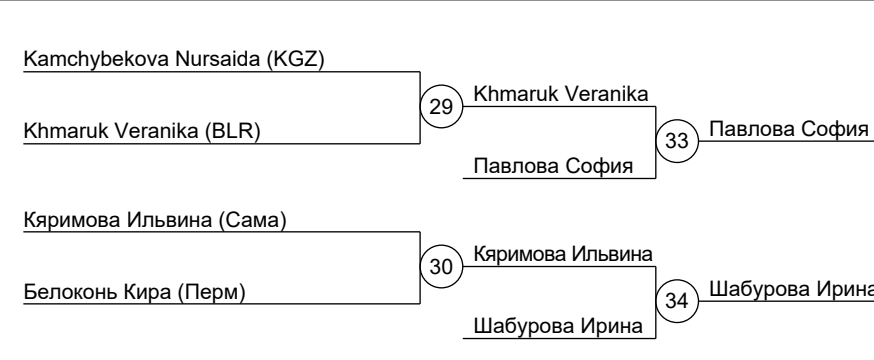 Kamchybekova Nursaida (KGZ)
Khmaruk Veranika
29
Павлова София
Khmaruk Veranika (BLR)
33
Павлова София
Кяримова Ильвина (Сама)
Кяримова Ильвина
30
Шабурова Ирина
Белоконь Кира (Перм)
34
Шабурова Ирина